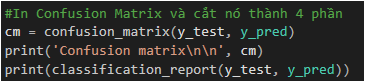 #In Confusion Matrix và cắt nó thành 4 phần
cm = confusion_matrix(y_test, y_pred)
print('Confusion matrix\n\n', cm)
print(classification_report(y_test, y_pred))